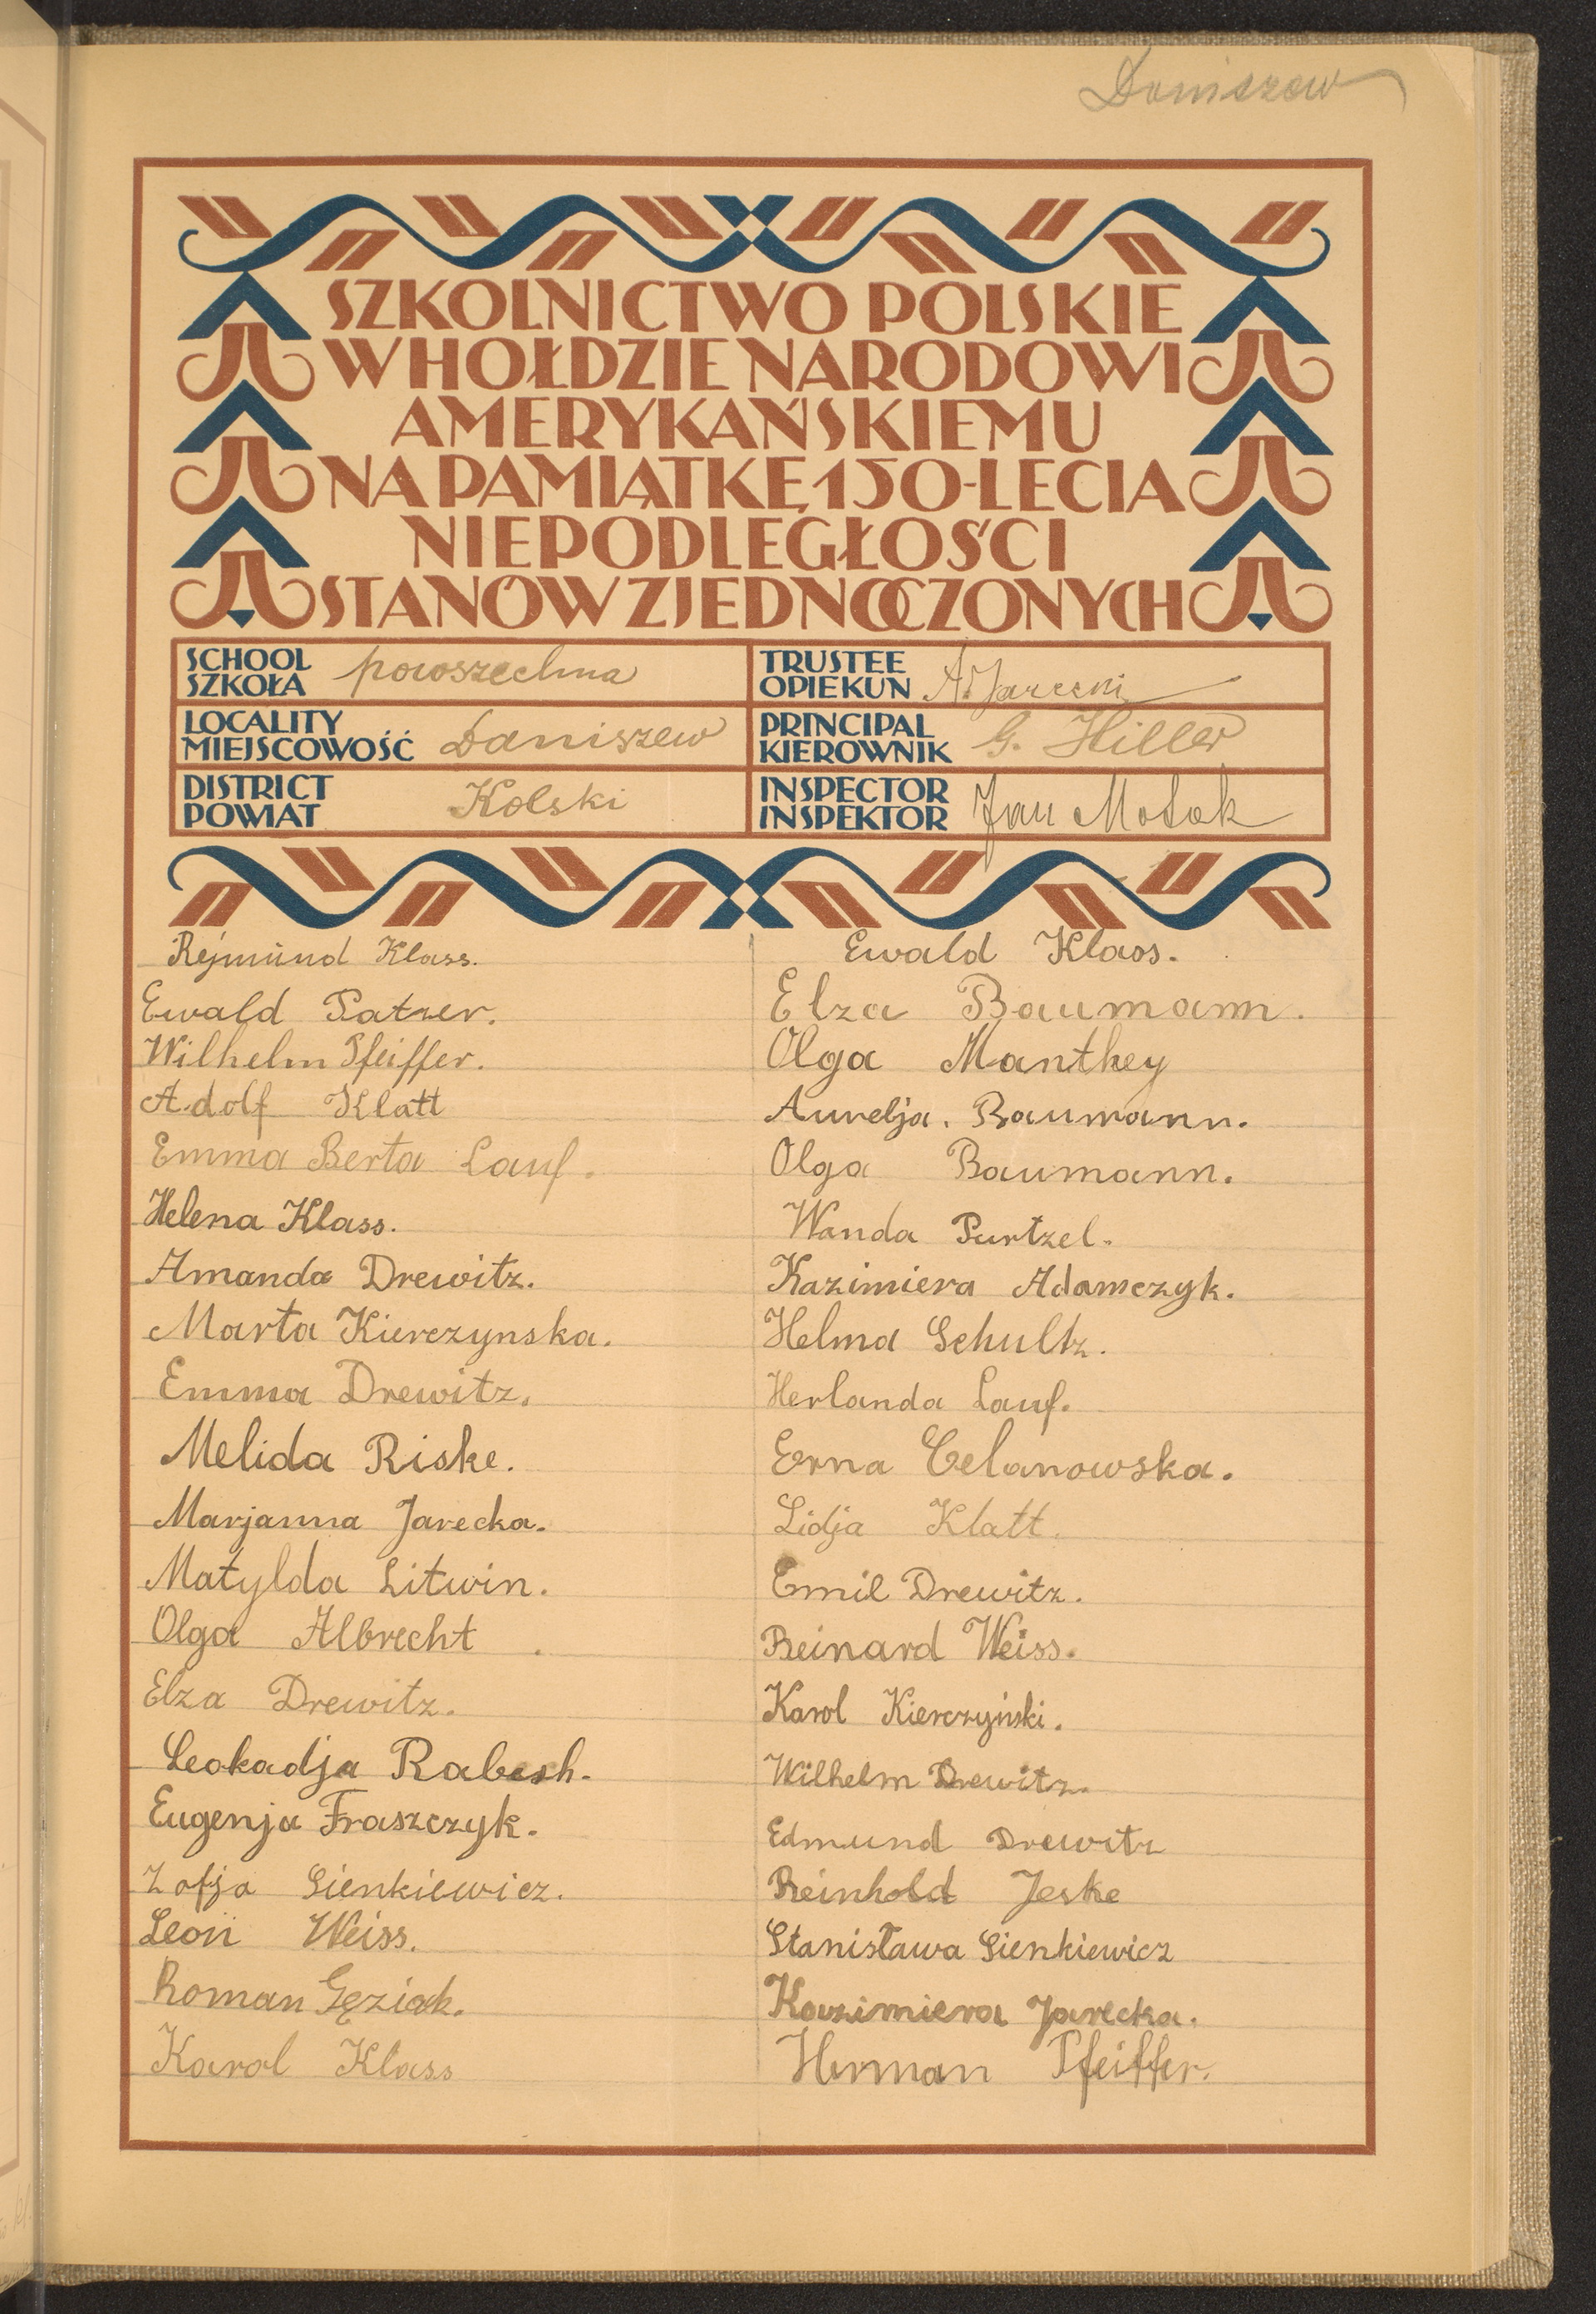 Daniszew
SZKOLNICTWO POLSKIE
W HOŁDZIE NARODOWI
AMERYKAŃSKIEMU
NA PAMIĄTKĘ 150-LECIA
NIEPODLEGŁOŚCI
STANÓW ZJEDNOCZONYCH
SCHOOL
SZKOŁA powszechna
TRUSTEE
OPIEKUN A. Jarecki
LOCALITY
MIEJSCOWOŚĆ Daniszew
PRINCIPAL
KIEROWNIK G. Hiller
DISTRICT
POWIAT Kolski
INSPECTOR
INSPEKTOR Jan
Rejmund Klass.
Ewald Patzer.
Wilhelm Pfeiffer.
Adolf Klatt
Emma Berta Lauf.
Helena Klass.
Amanda Drewitz.
Marta Kierczynska.
Emma Drewitz.
Melida Riske.
Marjanna Jarecka.
Matylda Litwin.
Olga Albrecht.
Elza Drewitz.
Leokadja Rabesh.
Eugenja Fraszczyk.
Zofja Sienkiewicz.
Leon Weiss.
Roman Gęziak.
Karol Klass
Ewald Klaos.
Elza Baumann.
Olga Manthey
Aurelja. Baumann.
Olga Baumann.
Wanda Purtzel.
Kazimiera Adamczyk.
Helma Schultz.
Herlanda Lauf.
Erna Celanowska.
Lidja Klatt.
Emil Drewitz.
Reinard Weiss.
Karol Kierczyński.
Wilhelm Drewitz.
Edmund Drewitz
Reinhold Jeske
Stanisława Sienkiewicz
Kazimiera Jarecka.
Herman Pfeiffer.